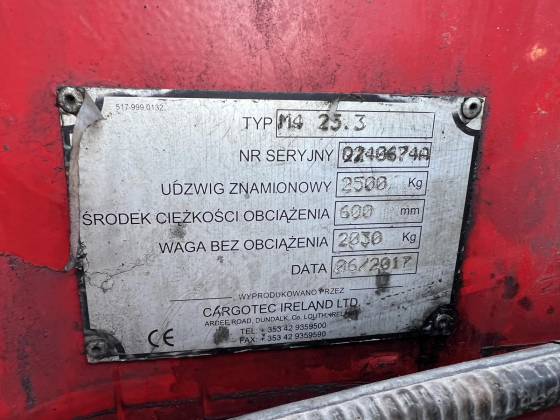 517-999 0132
TYP M4 25.3
NR SERYJNY Q240674A
UDZWIG ZNAMIONOWY 2500 Kg
ŚRODEK CIĘŻKOŚCI OBCIĄŻENIA 600 mm
WAGA BEZ OBCIĄŻENIA 2030 Kg
DATA 06/2017
WYPRODUKOWANO PRZEZ
CARGOTEC IRELAND LTD.
ARDEE ROAD, DUNDALK, Co. LOUTH, IRELAND
TEL: + 353 42 9359500
FAX: + 353 42 9359590
CE